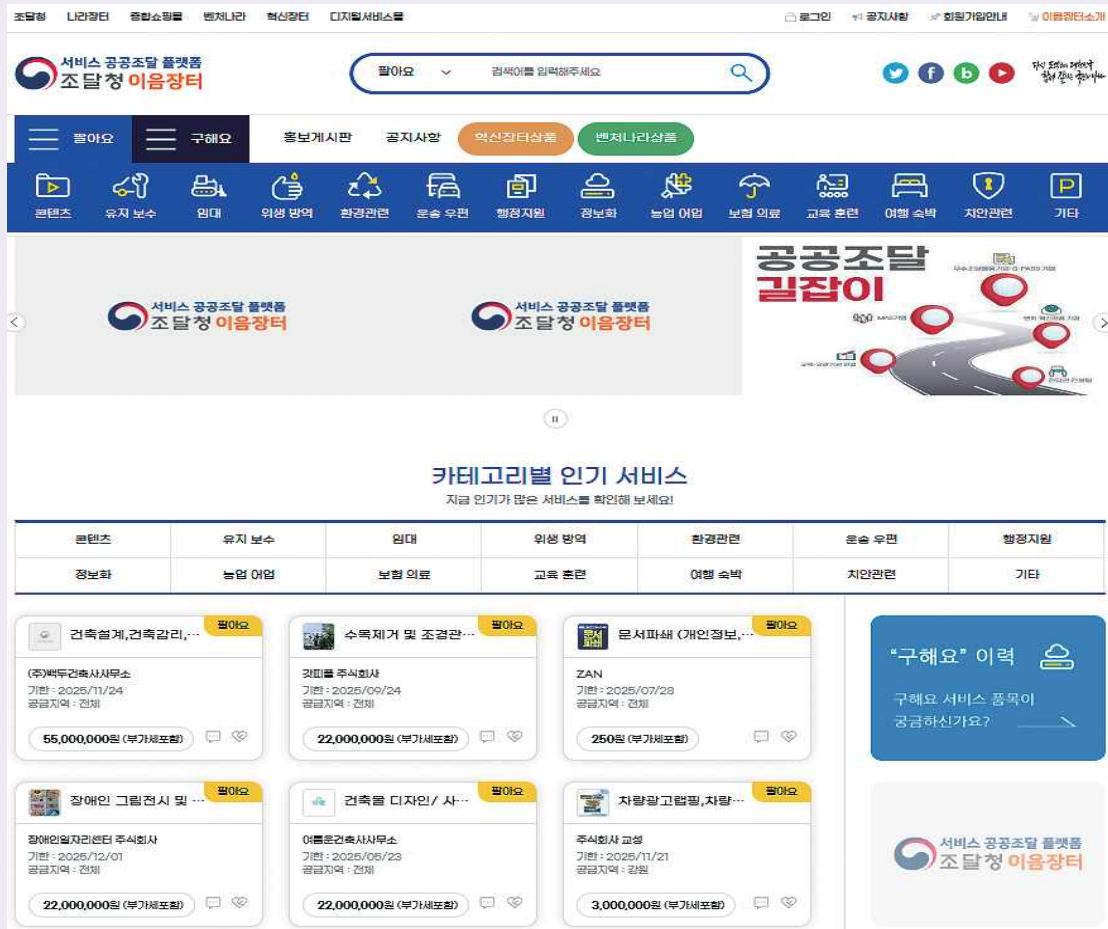 조달청 나라장터 종합쇼핑몰 벤처나라 혁신장터 디지털서비스몰
로그인 공지사항 회원가입안내 이음장터소개
서비스 공공조달 플랫폼
조달청 이음장터
팔아요 검색어를 입력해주세요
팔아요 구해요 홍보게시판 공지사항 혁신장터상품 벤처나라상품
콘텐츠 유지 보수 임대 위생 방역 환경관련 운송 우편 행정지원 정보화 농업 어업 보험 의료 교육 훈련 여행 숙박 치안관련 기타
서비스 공공조달 플랫폼
조달청 이음장터
서비스 공공조달 플랫폼
조달청 이음장터
공공조달
길잡이
카테고리별 인기 서비스
지금 인기가 많은 서비스를 확인해 보세요!
콘텐츠 유지 보수 임대 위생 방역 환경관련 운송 우편 행정지원
정보화 농업 어업 보험 의료 교육 훈련 여행 숙박 치안관련 기타
팔아요
건축설계,건축감리,…
(주)백두건축사사무소
기한 : 2025/11/24
공급지역 : 전체
55,000,000원 (부가세포함)
팔아요
수목제거 및 조경관…
갓피플 주식회사
기한 : 2025/09/24
공급지역 : 전체
22,000,000원 (부가세포함)
팔아요
문서파쇄 (개인정보,…
문서
파쇄
ZAN
기한 : 2025/07/28
공급지역 : 전체
250원 (부가세포함)
“구해요” 이력
구해요 서비스 품목이
궁금하신가요?
팔아요
장애인 그림전시 및 …
장애인일자리센터 주식회사
기한 : 2025/12/01
공급지역 : 전체
22,000,000원 (부가세포함)
팔아요
건축물 디자인/ 사…
여름운건축사사무소
기한 : 2025/05/23
공급지역 : 전체
22,000,000원 (부가세포함)
팔아요
차량광고랩핑,차량…
주식회사 교성
기한 : 2025/11/21
공급지역 : 강원
3,000,000원 (부가세포함)
서비스 공공조달 플랫폼
조달청 이음장터